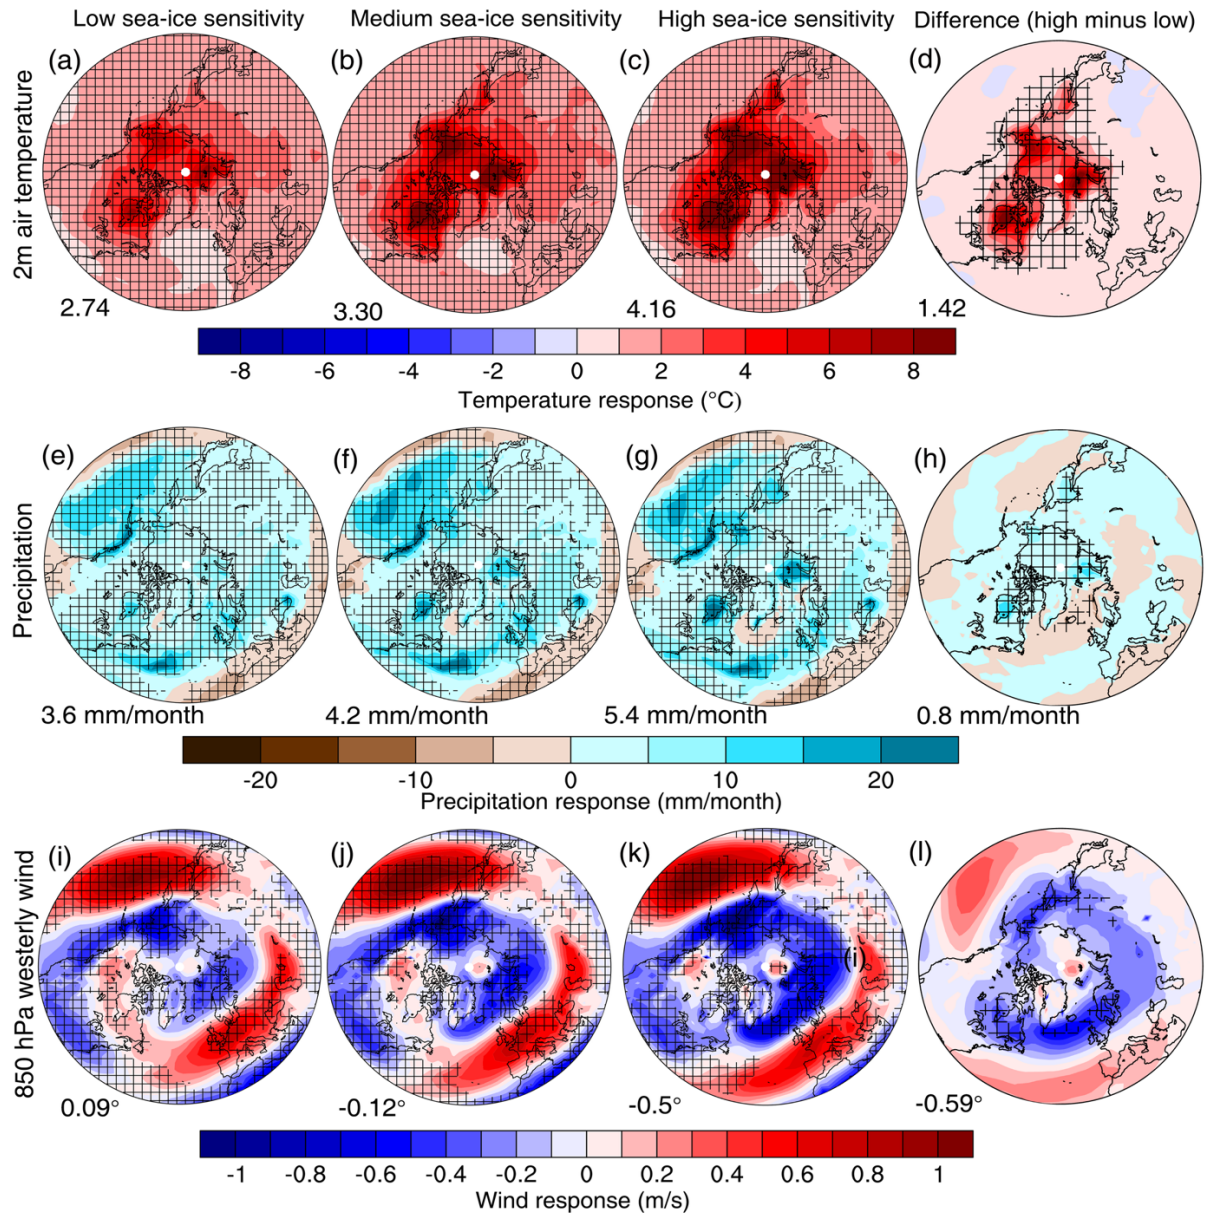 Low sea-ice sensitivity Medium sea-ice sensitivity High sea-ice sensitivity Difference (high minus low)
2m air temperature
(a) (b) (c) (d)
2.74 3.30 4.16 1.42
-8 -6 -4 -2 0 2 4 6 8
Temperature response (°C)
Precipitation
(e) (f) (g) (h)
3.6 mm/month 4.2 mm/month 5.4 mm/month 0.8 mm/month
-20 -10 0 10 20
Precipitation response (mm/month)
850 hPa westerly wind
(i) (j) (k) (l)
(i)
0.09° -0.12° -0.5° -0.59°
-1 -0.8 -0.6 -0.4 -0.2 0 0.2 0.4 0.6 0.8 1
Wind response (m/s)